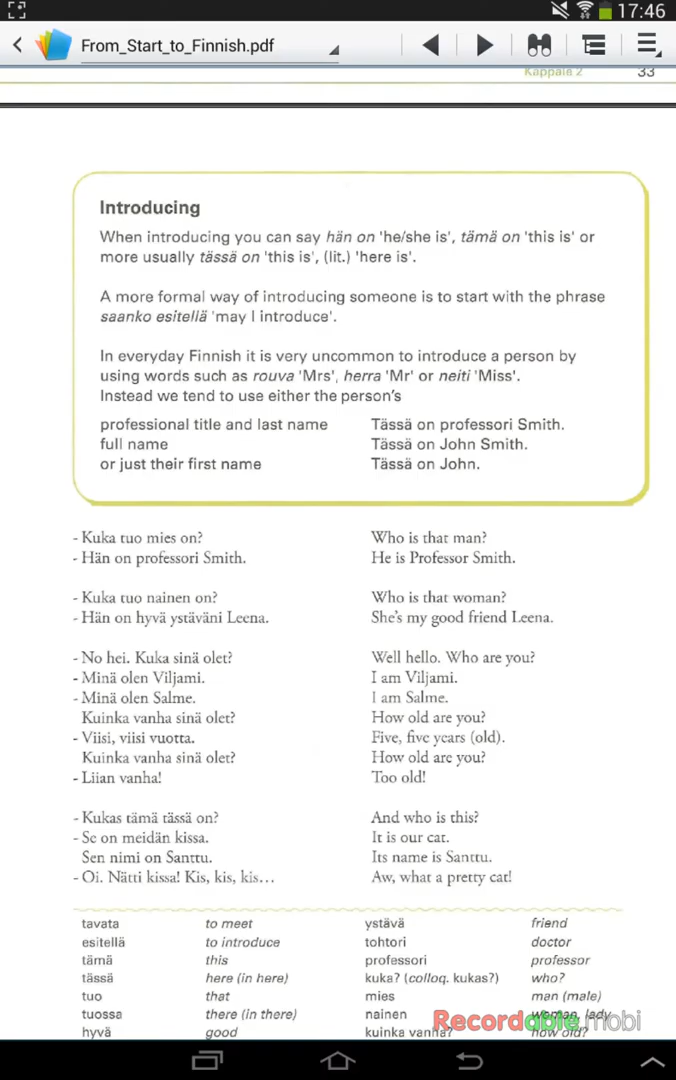 17:46
From_Start_to_Finnish.pdf
Kappale 2 33
Introducing
When introducing you can say hän on 'he/she is', tämä on 'this is' or
more usually tässä on 'this is', (lit.) 'here is'.
A more formal way of introducing someone is to start with the phrase
saanko esitellä 'may I introduce'.
In everyday Finnish it is very uncommon to introduce a person by
using words such as rouva 'Mrs', herra 'Mr' or neiti 'Miss'.
Instead we tend to use either the person's
professional title and last name Tässä on professori Smith.
full name Tässä on John Smith.
or just their first name Tässä on John.
- Kuka tuo mies on? Who is that man?
- Hän on professori Smith. He is Professor Smith.
- Kuka tuo nainen on? Who is that woman?
- Hän on hyvä ystäväni Leena. She's my good friend Leena.
- No hei. Kuka sinä olet? Well hello. Who are you?
- Minä olen Viljami. I am Viljami.
- Minä olen Salme. I am Salme.
Kuinka vanha sinä olet? How old are you?
- Viisi, viisi vuotta. Five, five years (old).
Kuinka vanha sinä olet? How old are you?
- Liian vanha! Too old!
- Kukas tämä tässä on? And who is this?
- Se on meidän kissa. It is our cat.
Sen nimi on Santtu. Its name is Santtu.
- Oi. Nätti kissa! Kis, kis, kis... Aw, what a pretty cat!
tavata to meet ystävä friend
esitellä to introduce tohtori doctor
tämä this professori professor
tässä here (in here) kuka? (colloq. kukas?) who?
tuo that mies man (male)
tuossa there (in there) nainen woman, lady
hyvä good kuinka vanha? how old?
Recordable.mobi